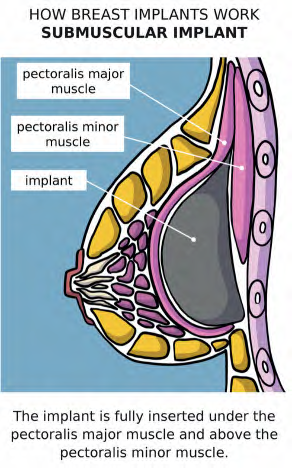 HOW BREAST IMPLANTS WORK
SUBMUSCULAR IMPLANT
pectoralis major
muscle
pectoralis minor
muscle
implant
The implant is fully inserted under the
pectoralis major muscle and above the
pectoralis minor muscle.